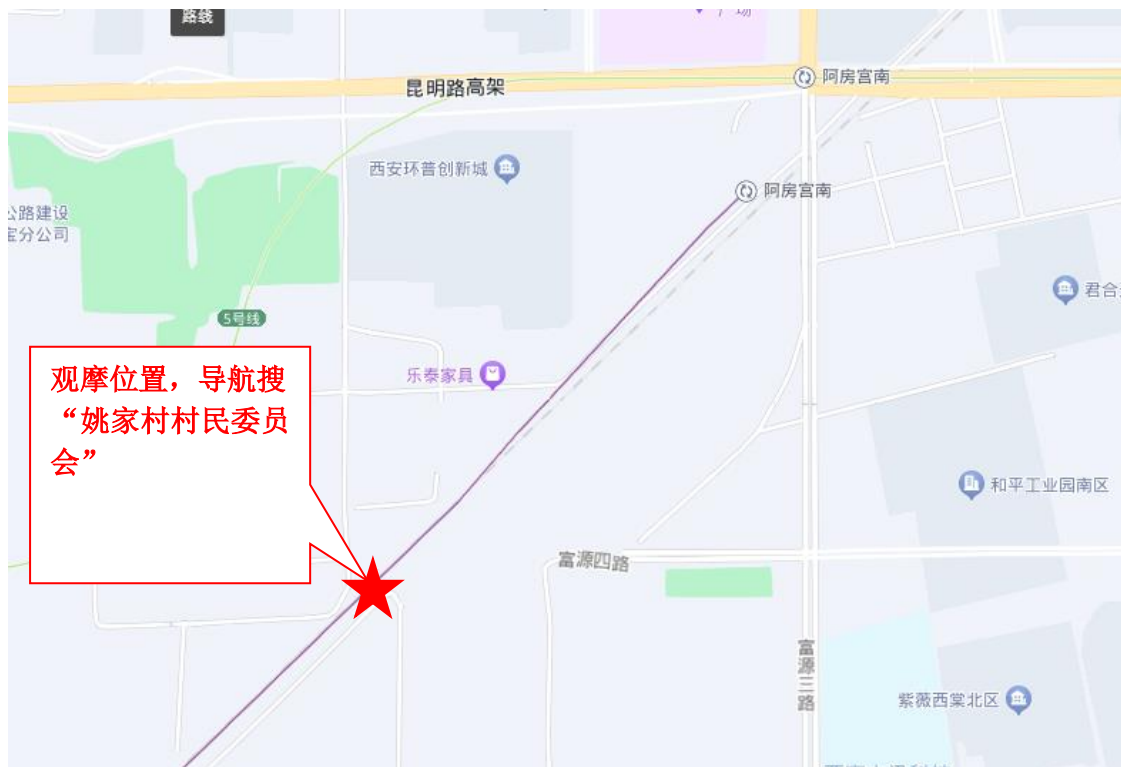 路线
广场
昆明路高架
阿房宫南
西安环普创新城
阿房宫南
公路建设
宝分公司
君合
5号线
观摩位置，导航搜
“姚家村村民委员
会”
乐泰家具
和平工业园南区
富源四路
富源三路
紫薇西棠北区